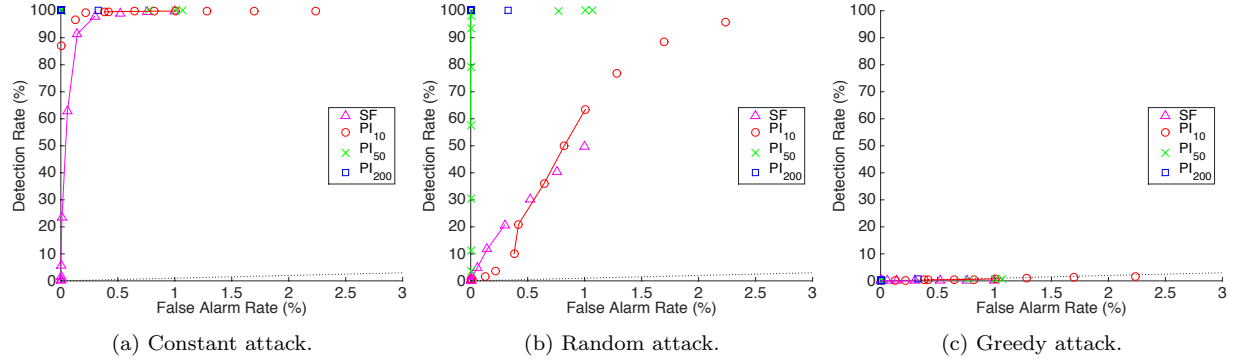 100
90
80
70
60
50
40
30
20
10
0
Detection Rate (%)
0 0.5 1 1.5 2 2.5 3
False Alarm Rate (%)
SF
PI10
PI50
PI200
(a) Constant attack.
100
90
80
70
60
50
40
30
20
10
0
Detection Rate (%)
0 0.5 1 1.5 2 2.5 3
False Alarm Rate (%)
SF
PI10
PI50
PI200
(b) Random attack.
100
90
80
70
60
50
40
30
20
10
0
Detection Rate (%)
0 0.5 1 1.5 2 2.5 3
False Alarm Rate (%)
SF
PI10
PI50
PI200
(c) Greedy attack.